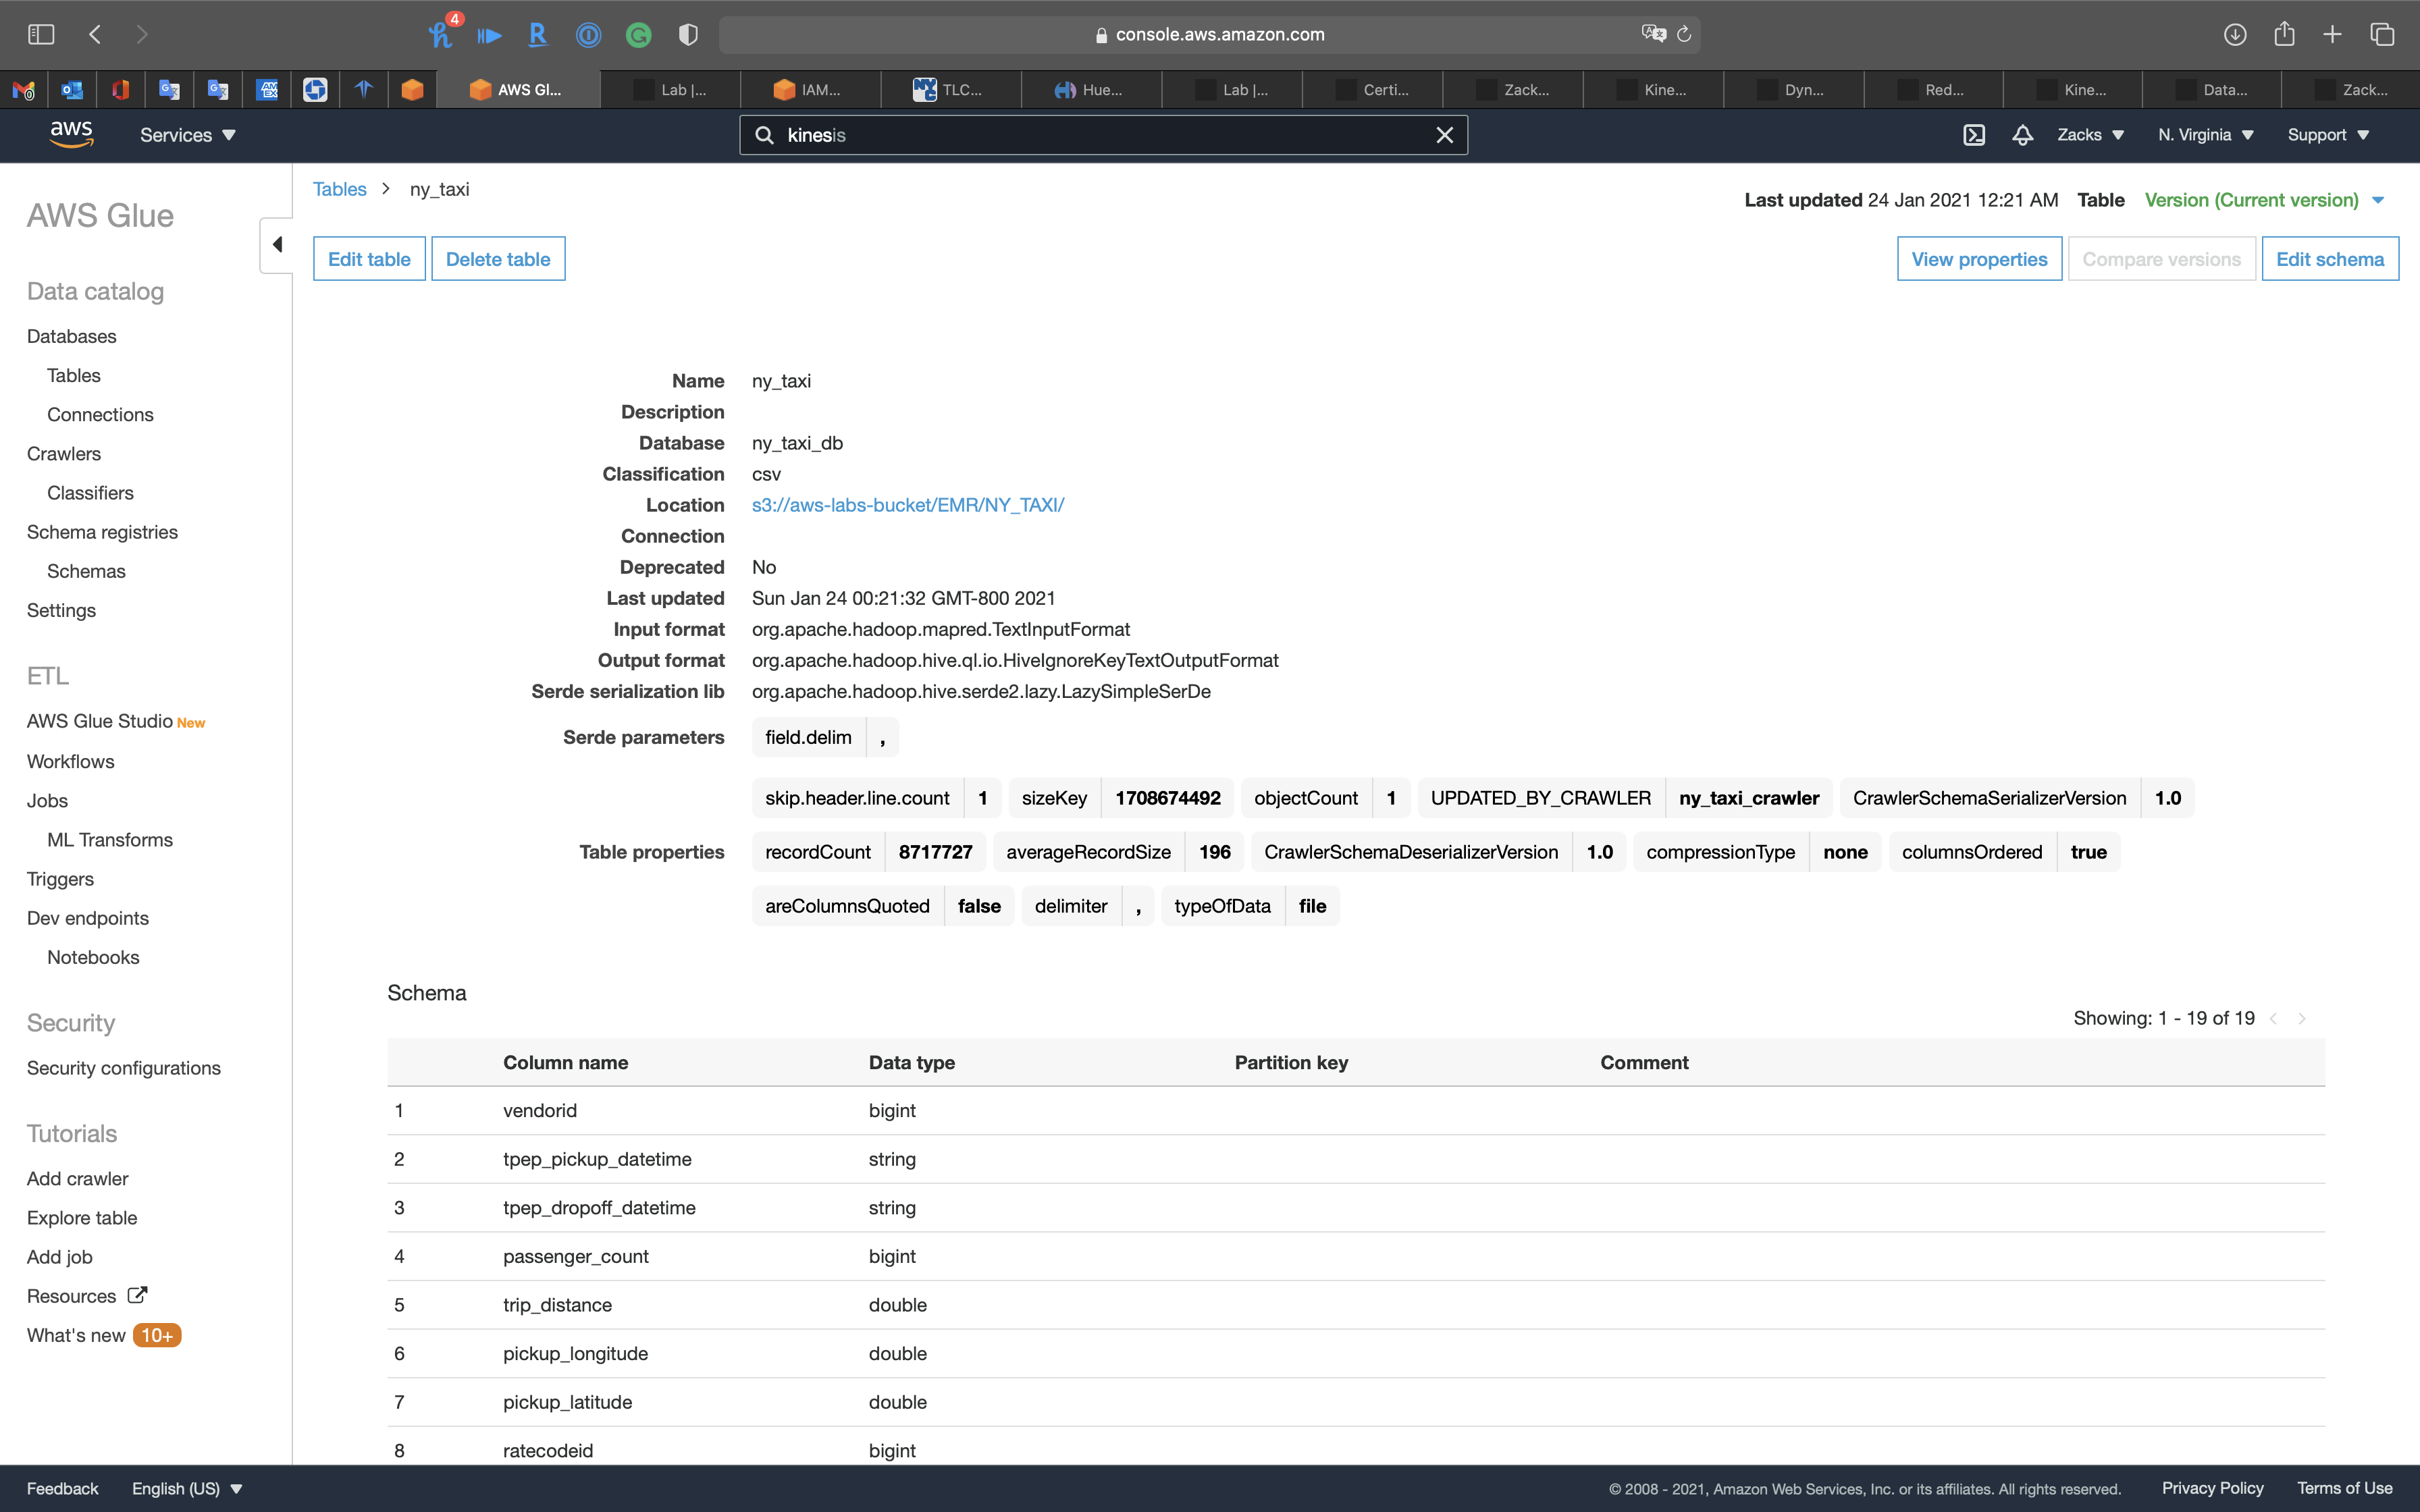 4
console.aws.amazon.com
AWS Gl... Lab |... IAM... TLC... Hue... Lab |... Certi... Zack... Kine... Dyn... Red... Kine... Data... Zack...
aws Services kinesis Zacks N. Virginia Support
Tables > ny_taxi
Last updated 24 Jan 2021 12:21 AM Table Version (Current version)
AWS Glue
Edit table Delete table View properties Compare versions Edit schema
Data catalog
Databases
Tables
Connections
Crawlers
Classifiers
Schema registries
Schemas
Settings
ETL
AWS Glue Studio New
Workflows
Jobs
ML Transforms
Triggers
Dev endpoints
Notebooks
Security
Security configurations
Tutorials
Add crawler
Explore table
Add job
Resources
What's new 10+
Name ny_taxi
Description
Database ny_taxi_db
Classification csv
Location s3://aws-labs-bucket/EMR/NY_TAXI/
Connection
Deprecated No
Last updated Sun Jan 24 00:21:32 GMT-800 2021
Input format org.apache.hadoop.mapred.TextInputFormat
Output format org.apache.hadoop.hive.ql.io.HiveIgnoreKeyTextOutputFormat
Serde serialization lib org.apache.hadoop.hive.serde2.lazy.LazySimpleSerDe
Serde parameters field.delim ,
skip.header.line.count 1 sizeKey 1708674492 objectCount 1 UPDATED_BY_CRAWLER ny_taxi_crawler CrawlerSchemaSerializerVersion 1.0
Table properties recordCount 8717727 averageRecordSize 196 CrawlerSchemaDeserializerVersion 1.0 compressionType none columnsOrdered true
areColumnsQuoted false delimiter , typeOfData file
Schema
Showing: 1 - 19 of 19 < >
Column name Data type Partition key Comment
1 vendorid bigint
2 tpep_pickup_datetime string
3 tpep_dropoff_datetime string
4 passenger_count bigint
5 trip_distance double
6 pickup_longitude double
7 pickup_latitude double
8 ratecodeid bigint
Feedback English (US) © 2008 - 2021, Amazon Web Services, Inc. or its affiliates. All rights reserved. Privacy Policy Terms of Use